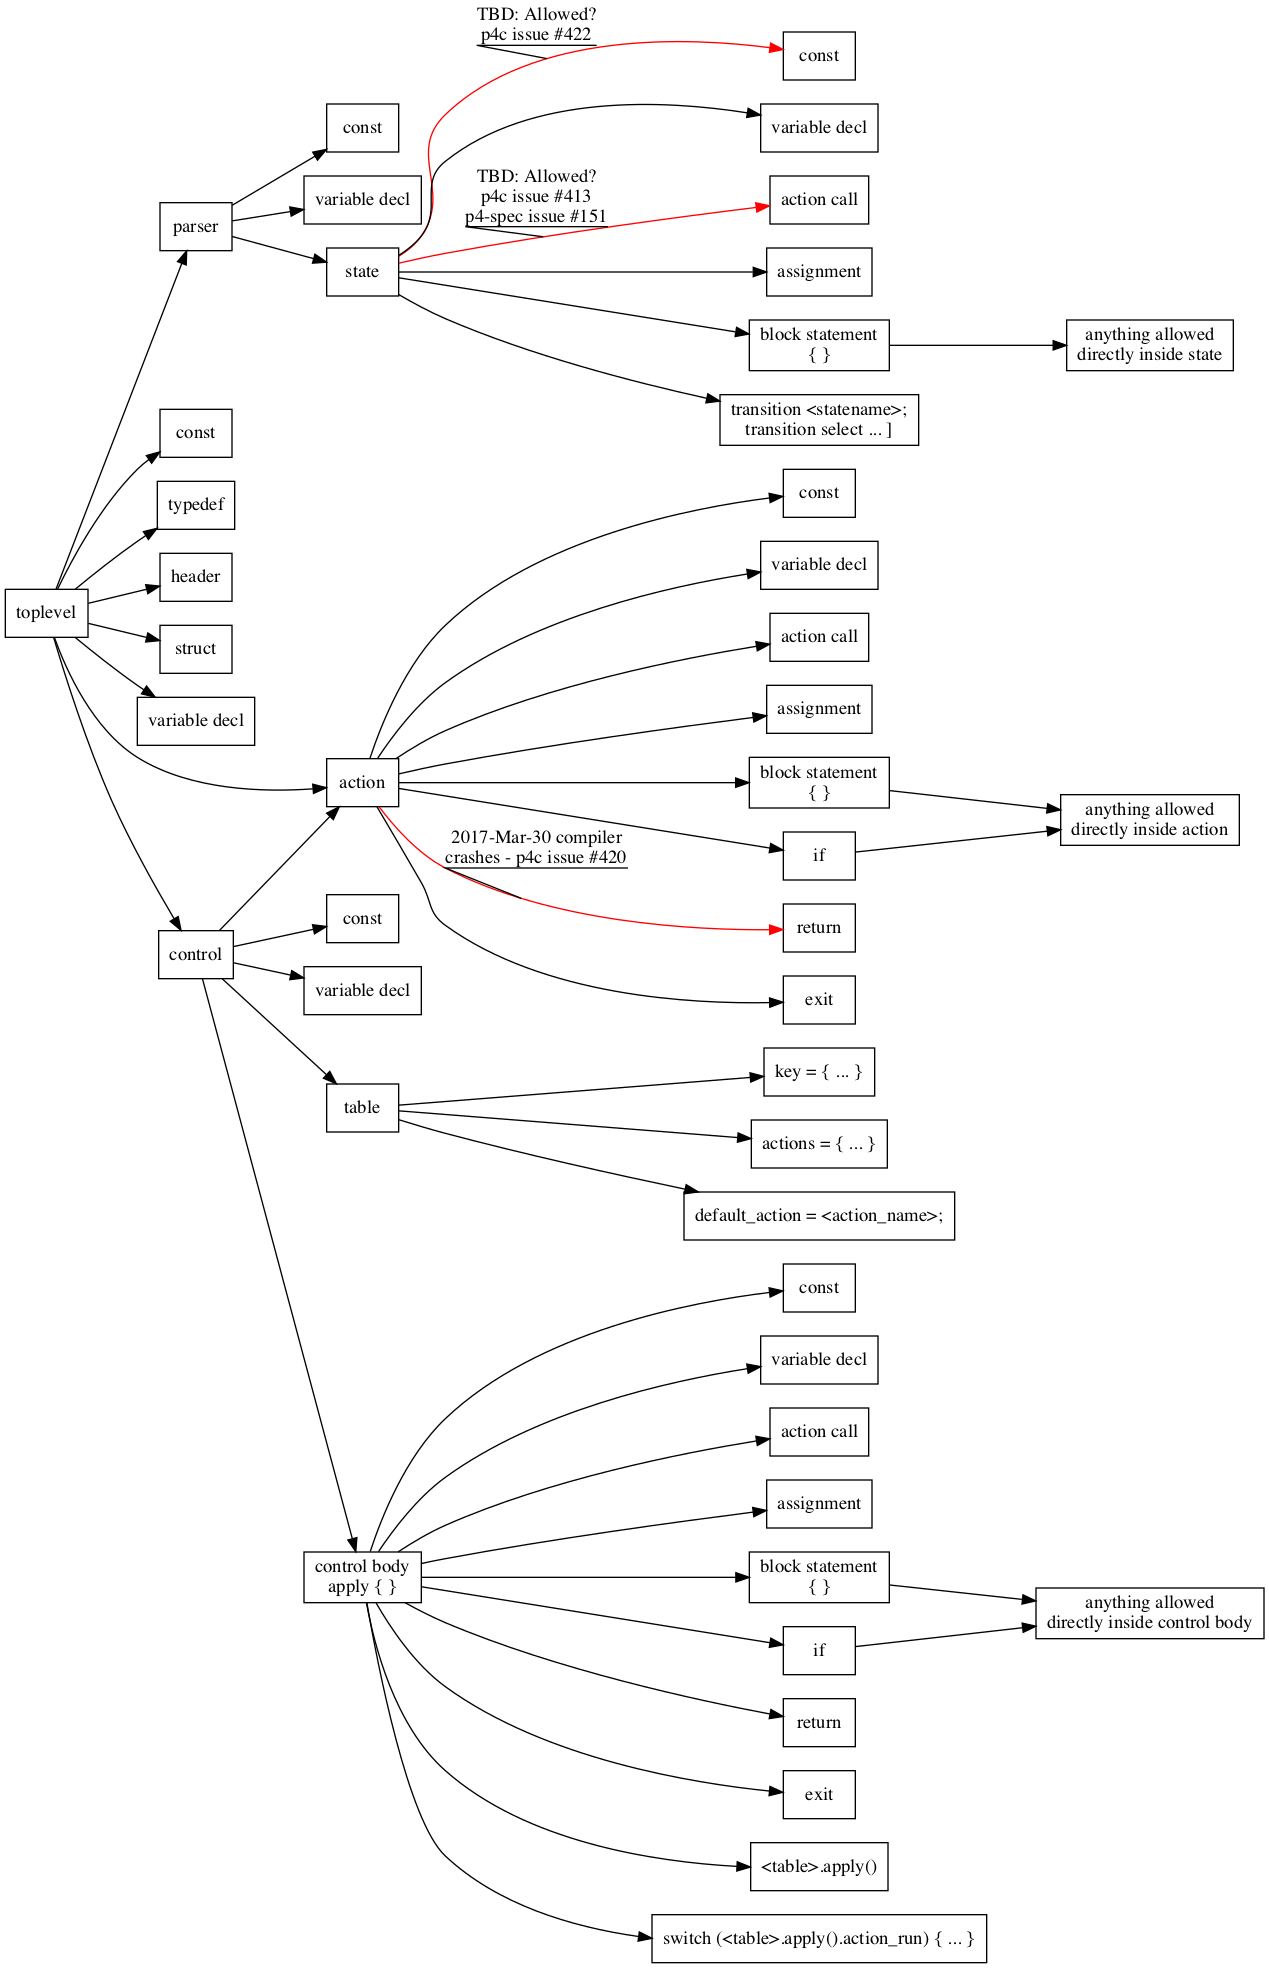 TBD: Allowed?
p4c issue #422
const
const
variable decl
TBD: Allowed?
p4c issue #413
p4-spec issue #151
variable decl
action call
parser
state
assignment
block statement
{ }
anything allowed
directly inside state
transition <statename>;
transition select ... ]
const
typedef
header
toplevel
struct
variable decl
const
variable decl
action call
assignment
action
block statement
{ }
anything allowed
directly inside action
2017-Mar-30 compiler
crashes - p4c issue #420
if
return
exit
const
control
variable decl
table
key = { ... }
actions = { ... }
default_action = <action_name>;
const
variable decl
action call
assignment
control body
apply { }
block statement
{ }
anything allowed
directly inside control body
if
return
exit
<table>.apply()
switch (<table>.apply().action_run) { ... }